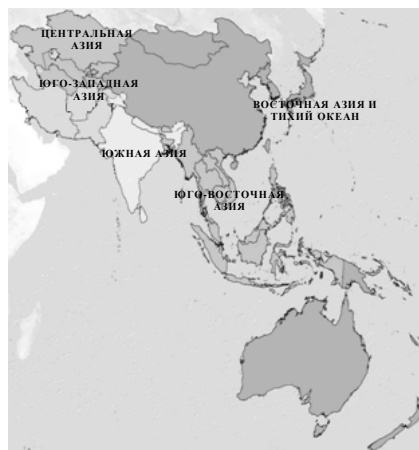 ЦЕНТРАЛЬНАЯ
АЗИЯ
ЮГО-ЗАПАДНАЯ
АЗИЯ
ВОСТОЧНАЯ АЗИЯ И
ТИХИЙ ОКЕАН
ЮЖНАЯ АЗИЯ
ЮГО-ВОСТОЧНАЯ
АЗИЯ